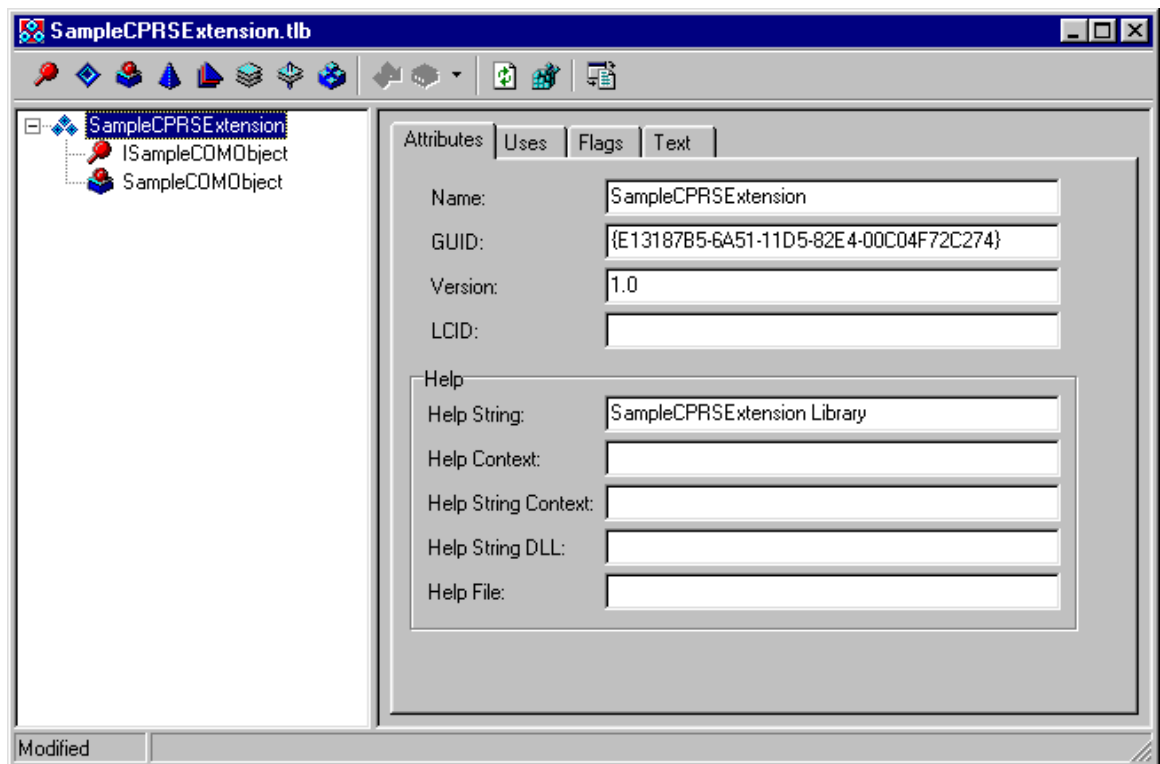 SampleCPRSExtension.tlb
SampleCPRSExtension
ISampleCOMObject
SampleCOMObject
Attributes Uses Flags Text
Name: SampleCPRSExtension
GUID: {E13187B5-6A51-11D5-82E4-00C04F72C274}
Version: 1.0
LCID:
Help
Help String: SampleCPRSExtension Library
Help Context:
Help String Context:
Help String DLL:
Help File:
Modified